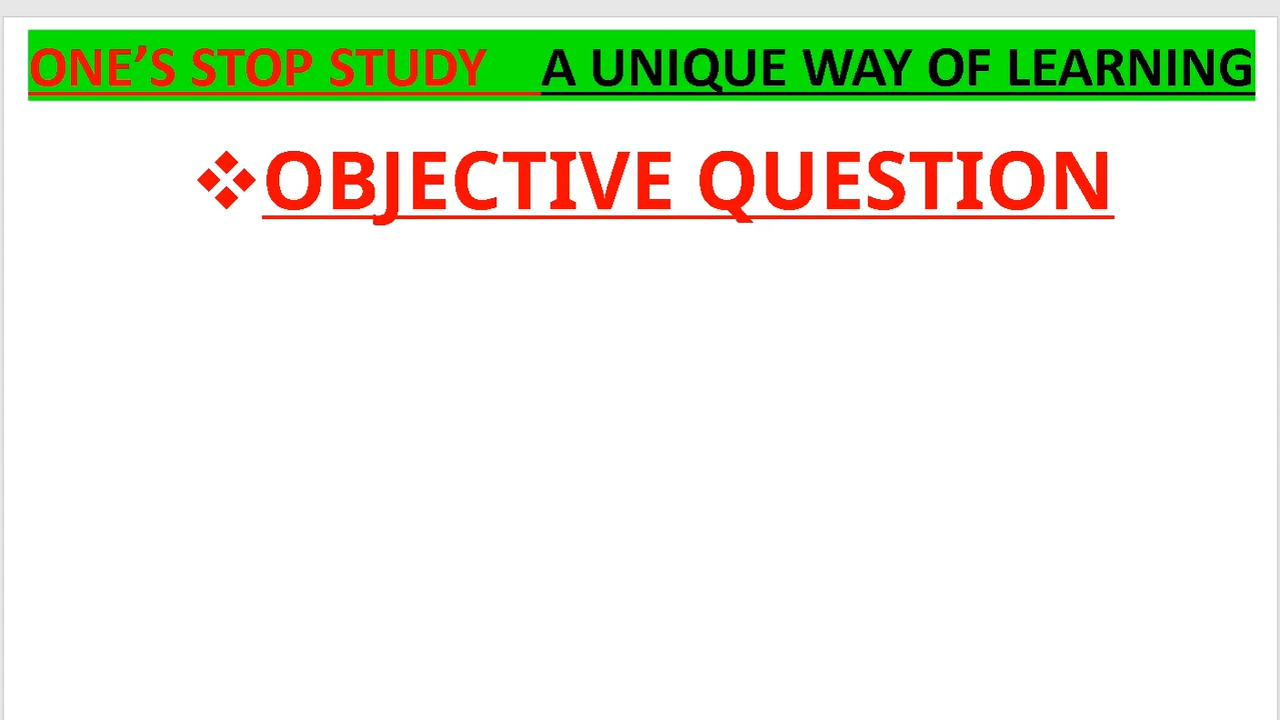 ONE’S STOP STUDY A UNIQUE WAY OF LEARNING
❖OBJECTIVE QUESTION